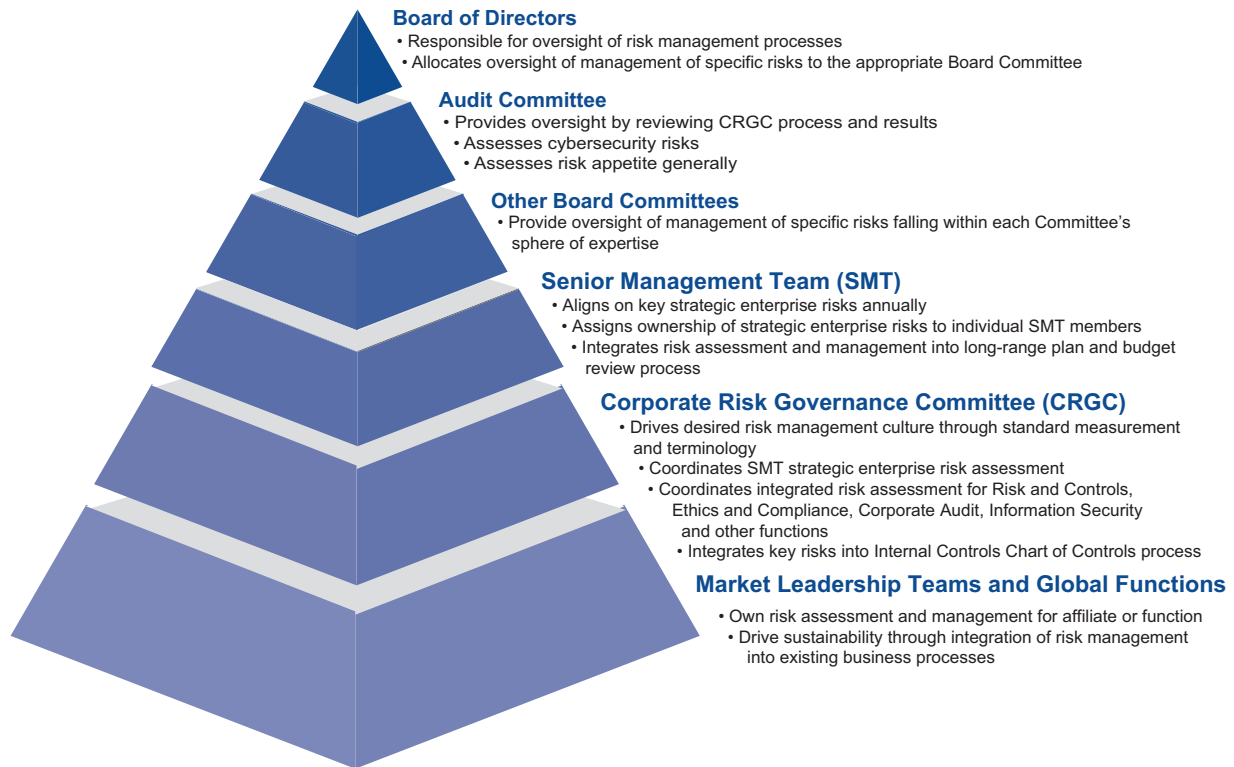 Board of Directors
• Responsible for oversight of risk management processes
• Allocates oversight of management of specific risks to the appropriate Board Committee
Audit Committee
• Provides oversight by reviewing CRGC process and results
• Assesses cybersecurity risks
• Assesses risk appetite generally
Other Board Committees
• Provide oversight of management of specific risks falling within each Committee’s
sphere of expertise
Senior Management Team (SMT)
• Aligns on key strategic enterprise risks annually
• Assigns ownership of strategic enterprise risks to individual SMT members
• Integrates risk assessment and management into long-range plan and budget
review process
Corporate Risk Governance Committee (CRGC)
• Drives desired risk management culture through standard measurement
and terminology
• Coordinates SMT strategic enterprise risk assessment
• Coordinates integrated risk assessment for Risk and Controls,
Ethics and Compliance, Corporate Audit, Information Security
and other functions
• Integrates key risks into Internal Controls Chart of Controls process
Market Leadership Teams and Global Functions
• Own risk assessment and management for affiliate or function
• Drive sustainability through integration of risk management
into existing business processes